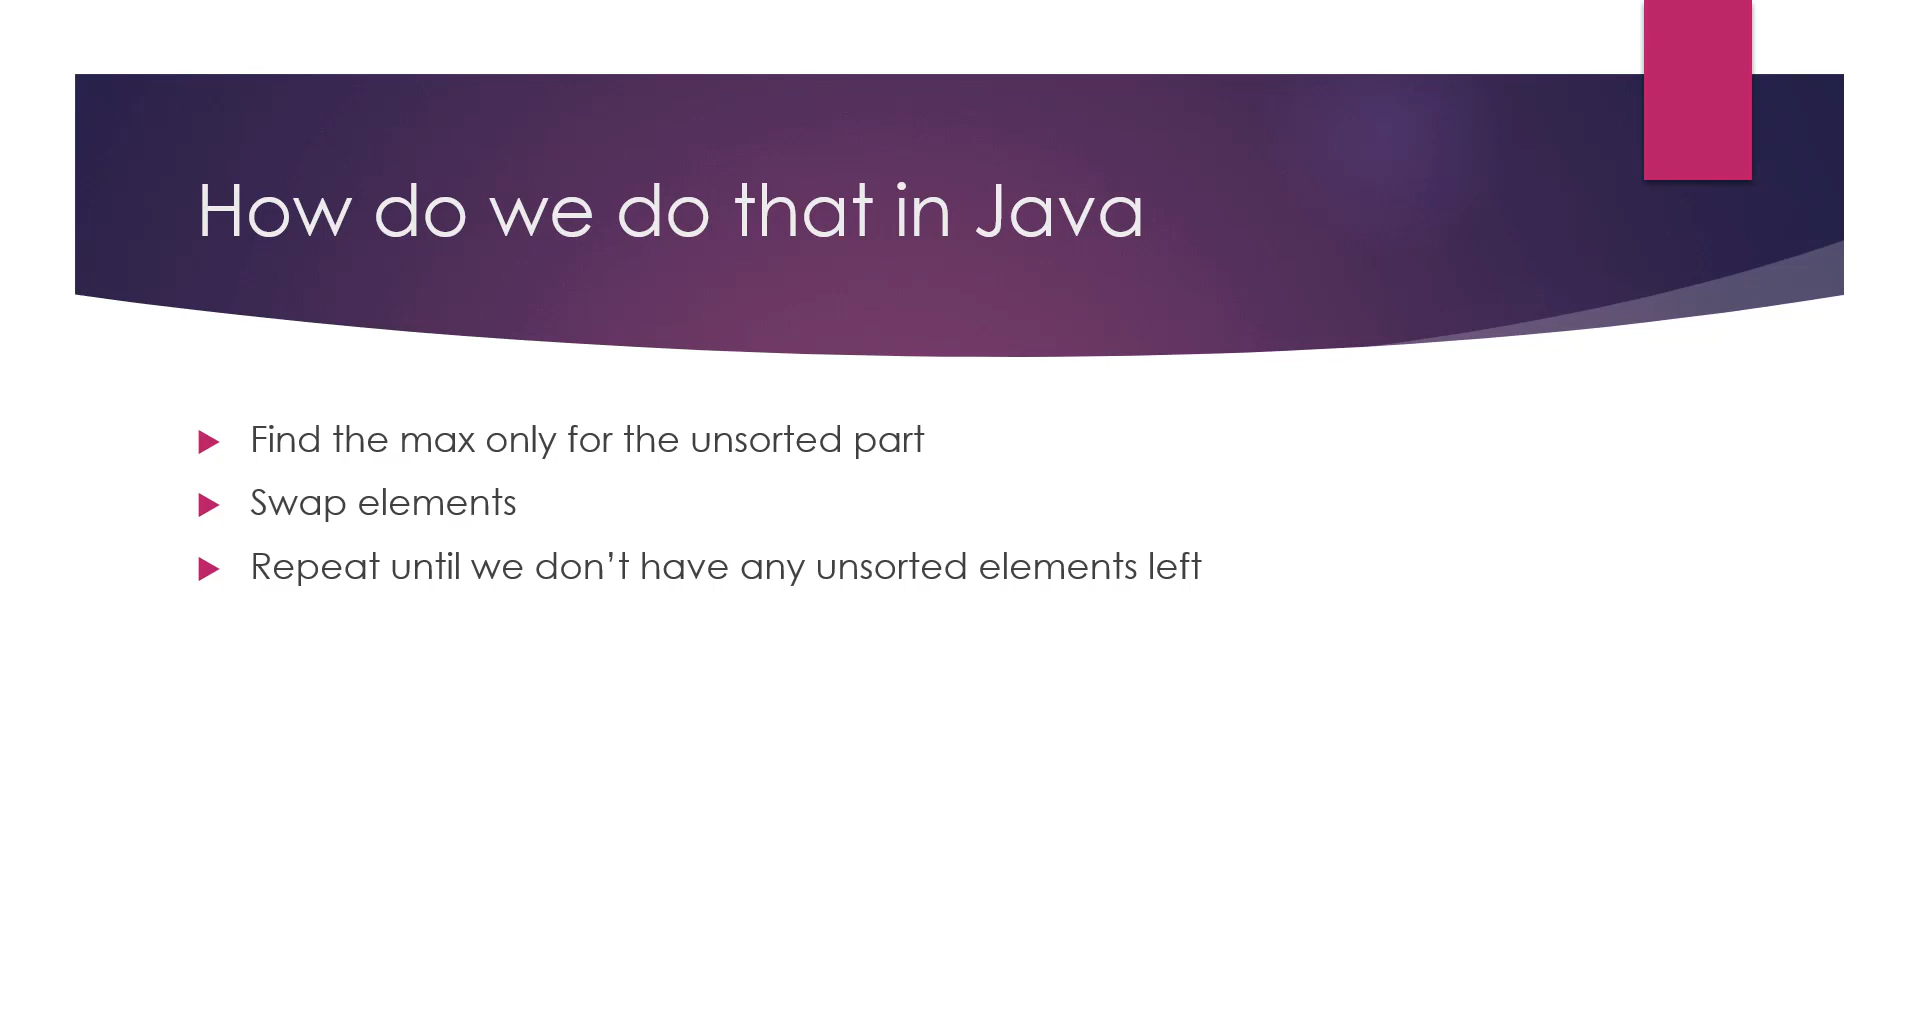 How do we do that in Java
Find the max only for the unsorted part
Swap elements
Repeat until we don’t have any unsorted elements left